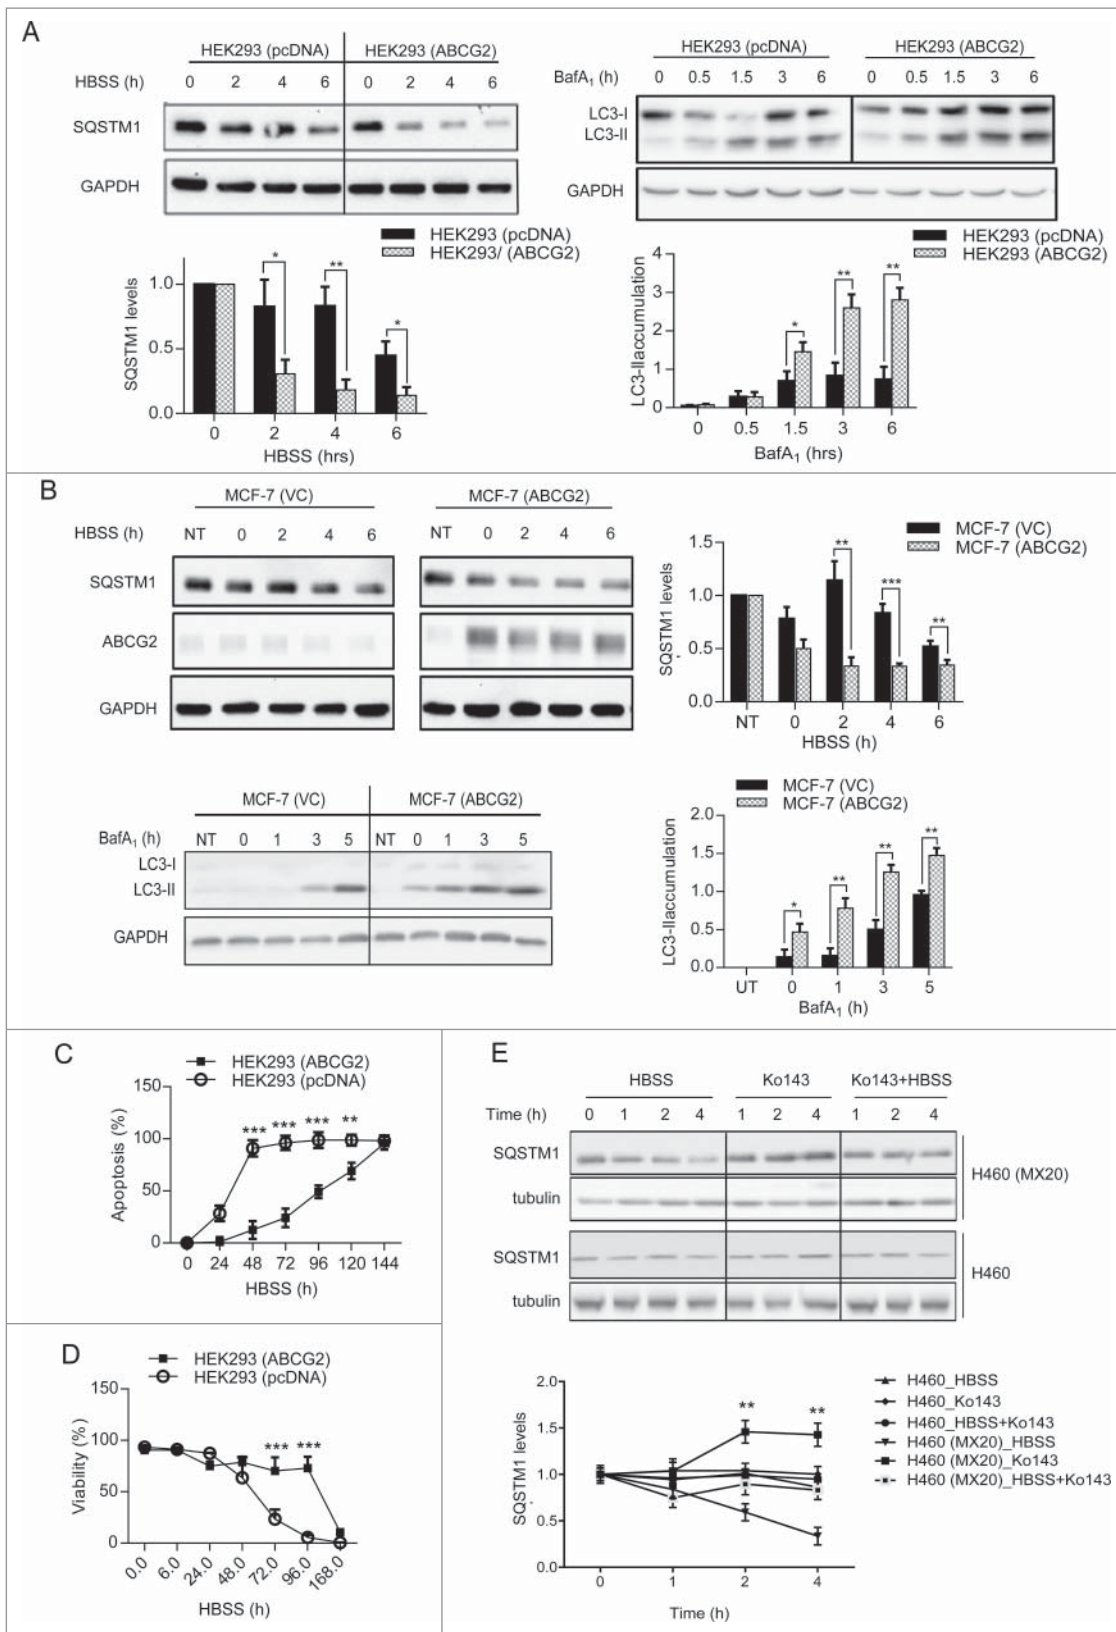 A
HEK293 (pcDNA) HEK293 (ABCG2)
HBSS (h) 0 2 4 6 0 2 4 6
SQSTM1
GAPDH
HEK293 (pcDNA)
HEK293/ (ABCG2)
SQSTM1 levels
1.0
0.5
0.0
* ** *
0 2 4 6
HBSS (hrs)
HEK293 (pcDNA) HEK293 (ABCG2)
BafA1 (h) 0 0.5 1.5 3 6 0 0.5 1.5 3 6
LC3-I
LC3-II
GAPDH
HEK293 (pcDNA)
HEK293 (ABCG2)
LC3-IIaccumulation
4
3
2
1
0
* ** **
0 0.5 1.5 3 6
BafA1 (hrs)
B
MCF-7 (VC) MCF-7 (ABCG2)
HBSS (h) NT 0 2 4 6 NT 0 2 4 6
SQSTM1
ABCG2
GAPDH
MCF-7 (VC)
MCF-7 (ABCG2)
SQSTM1 levels
1.5
1.0
0.5
0.0
** *** **
NT 0 2 4 6
HBSS (h)
MCF-7 (VC) MCF-7 (ABCG2)
BafA1 (h) NT 0 1 3 5 NT 0 1 3 5
LC3-I
LC3-II
GAPDH
MCF-7 (VC)
MCF-7 (ABCG2)
LC3-IIaccumulation
2.0
1.5
1.0
0.5
0.0
* ** ** **
UT 0 1 3 5
BafA1 (h)
C
HEK293 (ABCG2)
HEK293 (pcDNA)
Apoptosis (%)
150
100
50
0
*** *** *** **
0 24 48 72 96 120 144
HBSS (h)
D
HEK293 (ABCG2)
HEK293 (pcDNA)
Viability (%)
150
100
50
0
*** ***
0.0 6.0 24.0 48.0 72.0 96.0 168.0
HBSS (h)
E
HBSS Ko143 Ko143+HBSS
Time (h) 0 1 2 4 1 2 4 1 2 4
SQSTM1
tubulin
H460 (MX20)
SQSTM1
tubulin
H460
SQSTM1 levels
2.0
1.5
1.0
0.5
0.0
** **
0 1 2 4
Time (h)
H460_HBSS
H460_Ko143
H460_HBSS+Ko143
H460 (MX20)_HBSS
H460 (MX20)_Ko143
H460 (MX20)_HBSS+Ko143